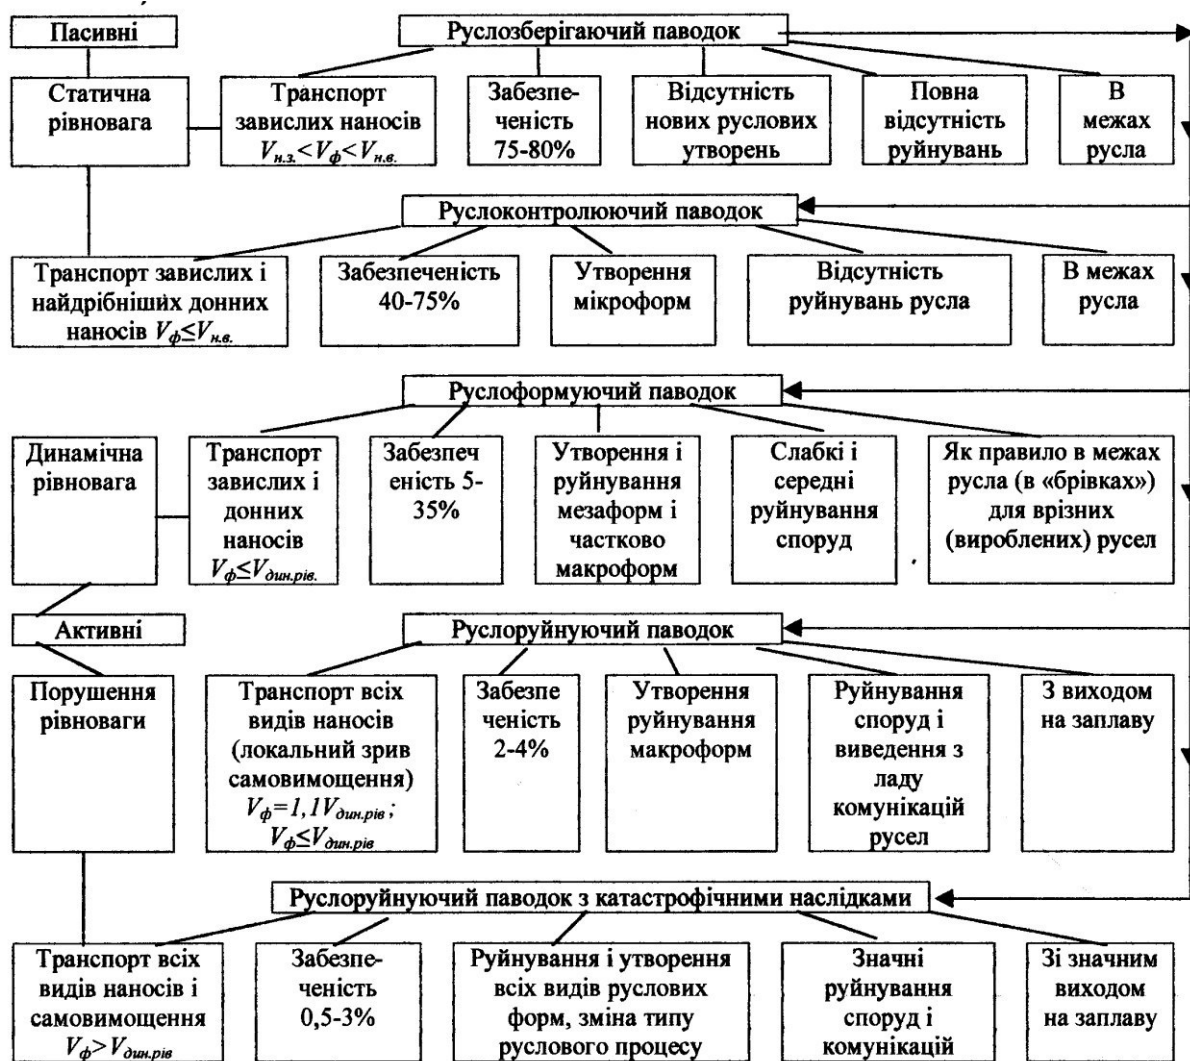 Пасивні
Руслозберігаючий паводок
Статична
рівновага
Транспорт
завислих наносів
Vн.з.<Vф<Vн.в.
Забезпе-
ченість
75-80%
Відсутність
нових руслових
утворень
Повна
відсутність
руйнувань
В
межах
русла
Руслоконтролюючий паводок
Транспорт завислих і
найдрібніших донних
наносів Vф≤Vн.в.
Забезпеченість
40-75%
Утворення
мікроформ
Відсутність
руйнувань русла
В межах
русла
Руслоформуючий паводок
Динамічна
рівновага
Транспорт
завислих і
донних
наносів
Vф≤Vдин.рів.
Забезпеч
еність 5-
35%
Утворення і
руйнування
мезаформ і
частково
макроформ
Слабкі і
середні
руйнування
споруд
Як правило в межах
русла (в «брівках»)
для врізних
(вироблених) русел
Активні
Руслоруйнуючий паводок
Порушення
рівноваги
Транспорт всіх
видів наносів
(локальний зрив
самовимощення)
Vф=1,1Vдин.рів;
Vф≤Vдин.рів
Забезпе
ченість
2-4%
Утворення
руйнування
макроформ
Руйнування
споруд і
виведення з
ладу
комунікацій
русел
З виходом
на заплаву
Руслоруйнуючий паводок з катастрофічними наслідками
Транспорт всіх
видів наносів і
самовимощення
Vф>Vдин.рів
Забезпе-
ченість
0,5-3%
Руйнування і утворення
всіх видів руслових
форм, зміна типу
руслового процесу
Значні
руйнування
споруд і
комунікацій
Зі значним
виходом
на заплаву